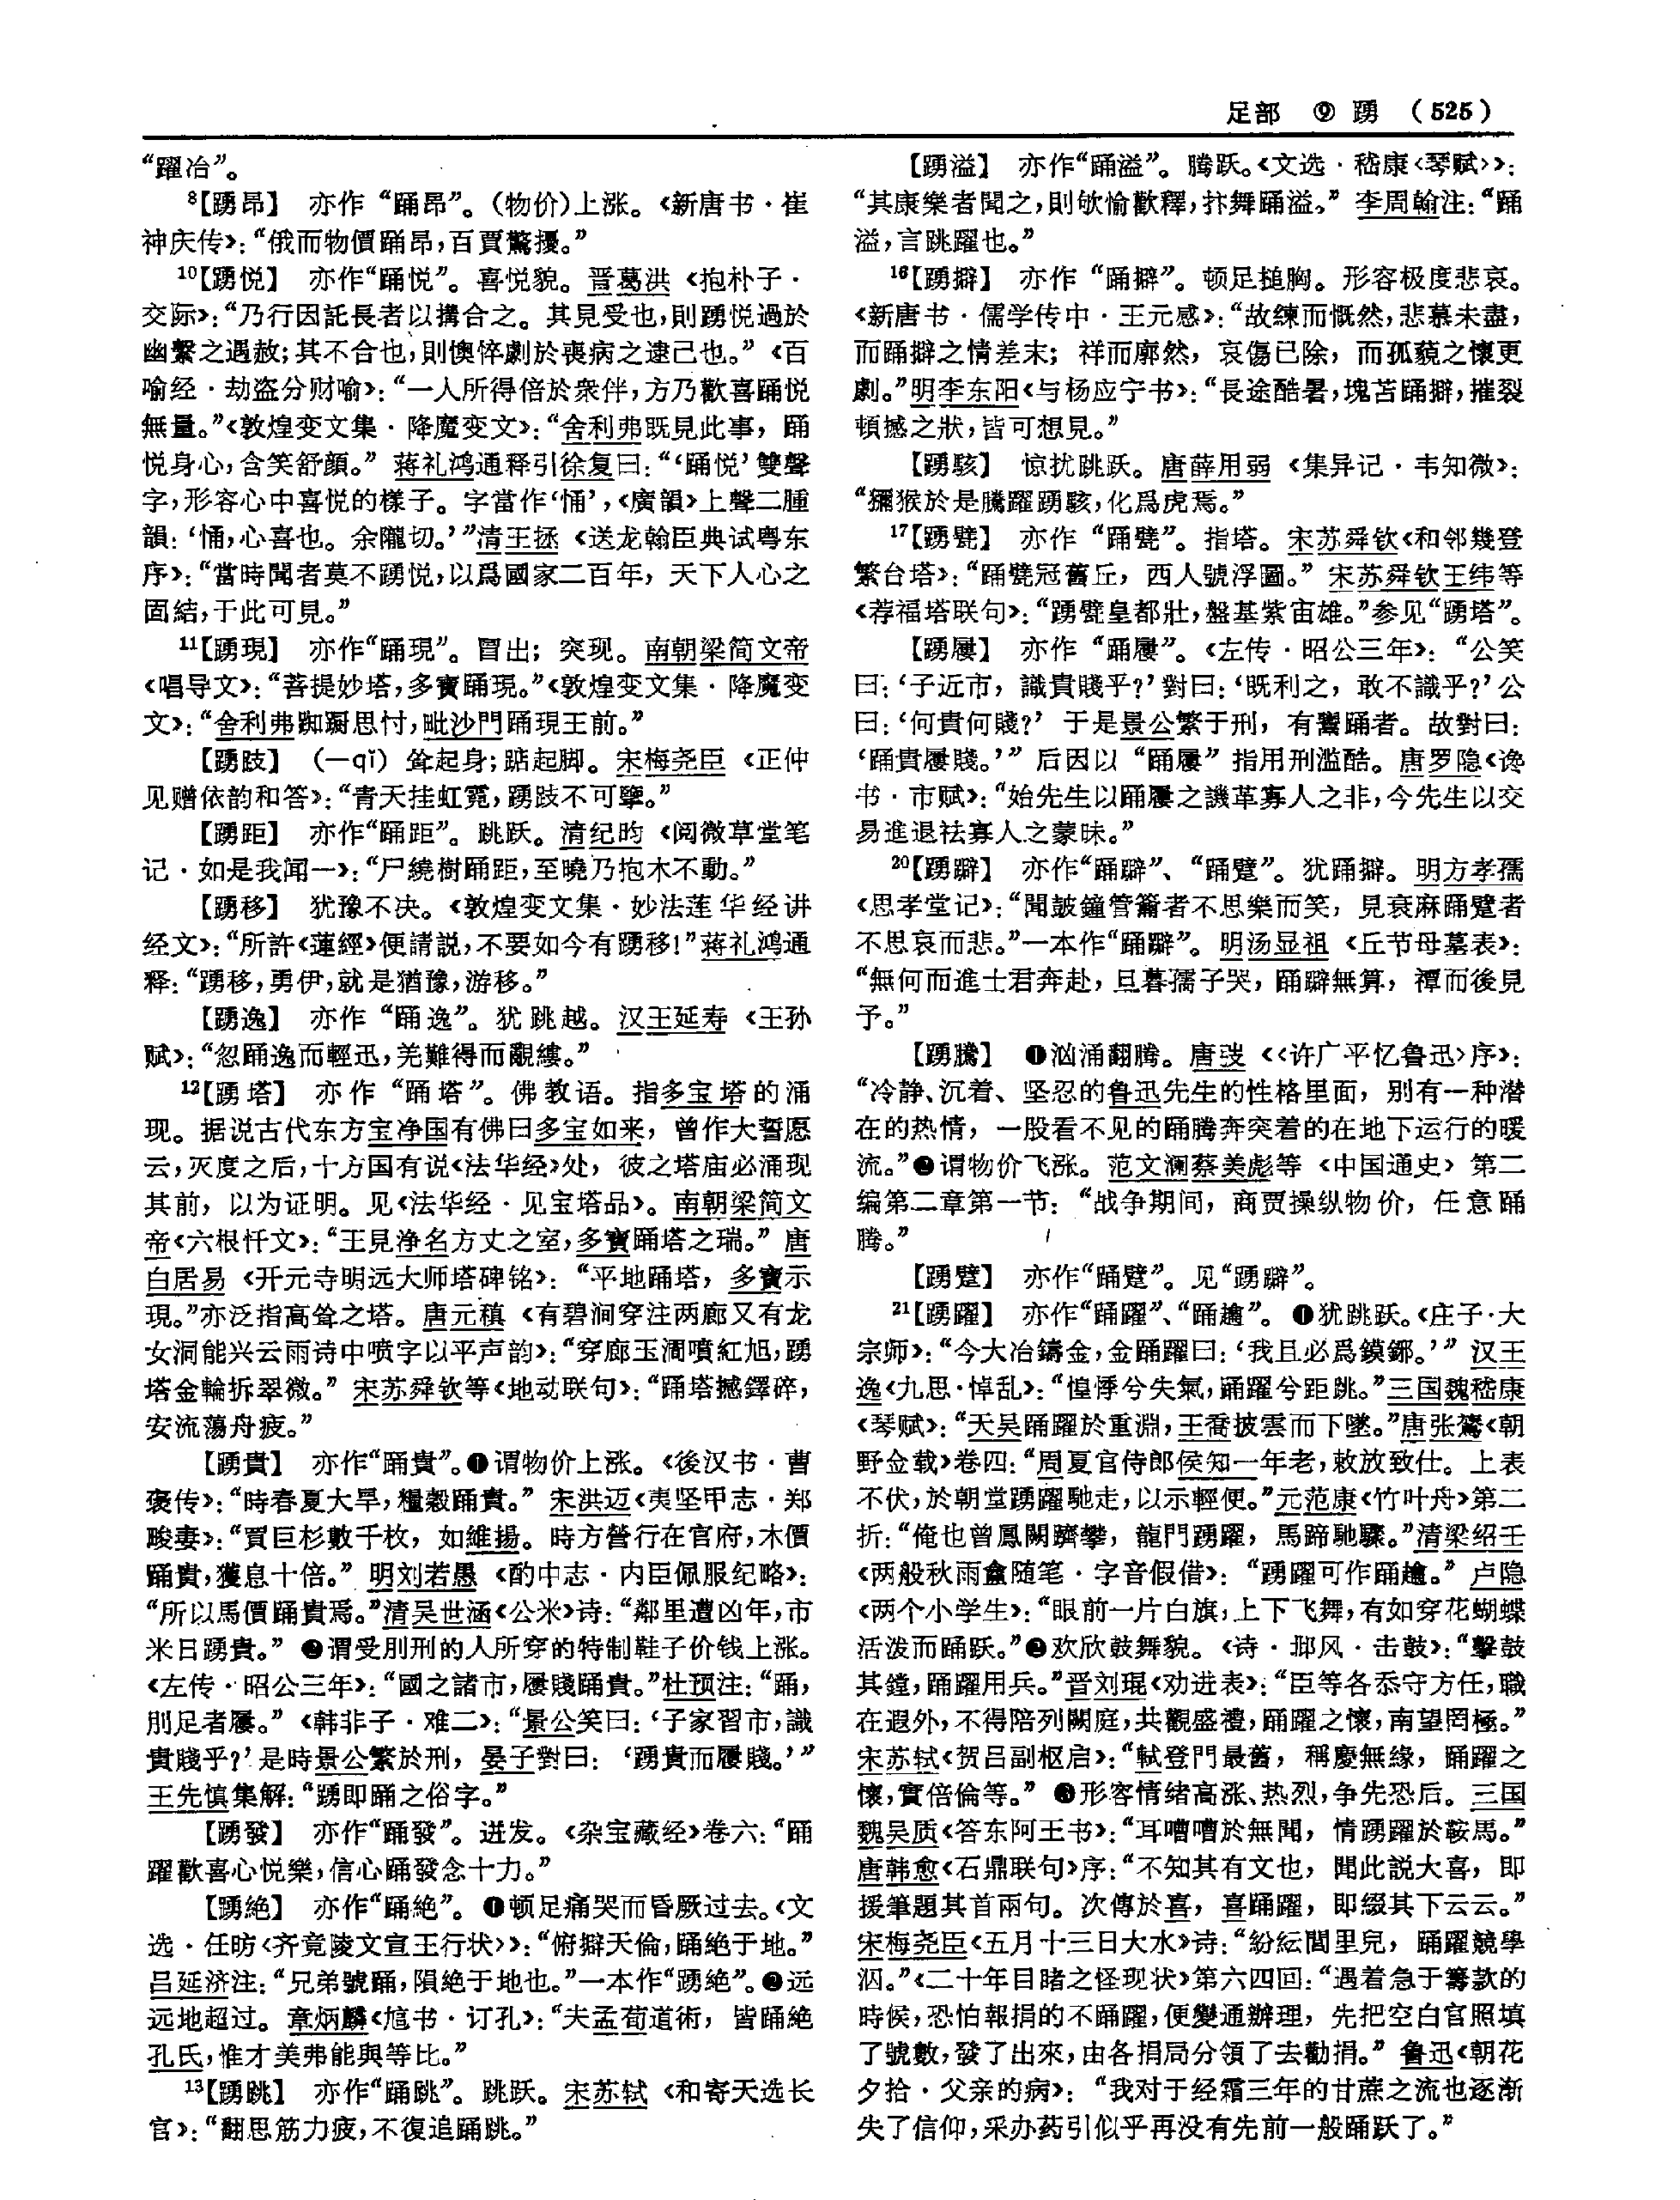 足部 ⑨ 踴 （525）
“躍冶”。
8【踴昂】 亦作“踊昂”。（物价）上涨。《新唐书·崔
神庆传》：“俄而物價踊昂，百賈驚擾。”
10【踴悦】 亦作“踊悦”。喜悦貌。晋葛洪《抱朴子·
交际》：“乃行因託長者以搆合之。其見受也，則踴悦過於
幽繫之遇赦；其不合也，則懊悴劇於喪病之逮己也。”《百
喻经·劫盗分财喻》：“一人所得倍於衆伴，方乃歡喜踊悦
無量。”《敦煌变文集·降魔变文》：“舍利弗既見此事，踊
悦身心，含笑舒顔。”蒋礼鸿通释引徐复曰：“‘踊悦’雙聲
字，形容心中喜悦的樣子。字當作‘悀’，《廣韻》上聲二腫
韻：‘悀，心喜也。余隴切。’”清王拯《送龙翰臣典试粤东
序》：“當時聞者莫不踴悦，以爲國家二百年，天下人心之
固結，于此可見。”
11【踴現】 亦作“踊現”。冒出；突现。南朝梁简文帝
《唱导文》：“菩提妙塔，多寶踊現。”《敦煌变文集·降魔变
文》：“舍利弗踟蹰思忖，毗沙門踊現王前。”
【踴跂】 （—qǐ）耸起身；踮起脚。宋梅尧臣《正仲
见赠依韵和答》：“青天挂虹霓，踴跂不可擥。”
【踴距】 亦作“踊距”。跳跃。清纪昀《阅微草堂笔
记·如是我闻一》：“尸繞樹踊距，至曉乃抱木不動。”
【踴移】 犹豫不决。《敦煌变文集·妙法莲华经讲
经文》：“所許《蓮經》便請説，不要如今有踴移！”蒋礼鸿通
释：“踴移，勇伊，就是猶豫，游移。”
【踴逸】 亦作“踊逸”。犹跳越。汉王延寿《王孙
赋》：“忽踊逸而輕迅，羌難得而覼縷。”
12【踴塔】 亦作“踊塔”。佛教语。指多宝塔的涌
现。据说古代东方宝净国有佛曰多宝如来，曾作大誓愿
云，灭度之后，十方国有说《法华经》处，彼之塔庙必涌现
其前，以为证明。见《法华经·见宝塔品》。南朝梁简文
帝《六根忏文》：“王見净名方丈之室，多寶踊塔之瑞。”唐
白居易《开元寺明远大师塔碑铭》：“平地踊塔，多寶示
現。”亦泛指高耸之塔。唐元稹《有碧涧穿注两廊又有龙
女洞能兴云雨诗中喷字以平声韵》：“穿廊玉澗噴紅旭，踴
塔金輪拆翠微。”宋苏舜钦等《地动联句》：“踊塔撼鐸碎，
安流蕩舟疲。”
【踴貴】 亦作“踊貴”。❶谓物价上涨。《後汉书·曹
褒传》：“時春夏大旱，糧穀踊貴。”宋洪迈《夷坚甲志·郑
畯妻》：“買巨杉數千枚，如維揚。時方營行在官府，木價
踊貴，獲息十倍。”明刘若愚《酌中志·内臣佩服纪略》：
“所以馬價踊貴焉。”清吴世涵《公米》诗：“鄰里遭凶年，市
米日踴貴。”❷谓受刖刑的人所穿的特制鞋子价钱上涨。
《左传·昭公三年》：“國之諸市，屨賤踊貴。”杜预注：“踊，
刖足者屨。”《韩非子·难二》：“景公笑曰：‘子家習市，識
貴賤乎？’是時景公繁於刑，晏子對曰：‘踴貴而屨賤。’”
王先慎集解：“踴即踊之俗字。”
【踴發】 亦作“踊發”。迸发。《杂宝藏经》卷六：“踊
躍歡喜心悦樂，信心踊發念十力。”
【踴絶】 亦作“踊絶”。❶顿足痛哭而昏厥过去。《文
选·任昉〈齐竟陵文宣王行状〉》：“俯擗天倫，踊絶于地。”
吕延济注：“兄弟號踊，隕絶于地也。”一本作“踴絶”。❷远
远地超过。章炳麟《訄书·订孔》：“夫孟荀道術，皆踊絶
孔氏，惟才美弗能與等比。”
13【踴跳】 亦作“踊跳”。跳跃。宋苏轼《和寄天选长
官》：“翻思筋力疲，不復追踊跳。”
【踴溢】 亦作“踊溢”。腾跃。《文选·嵇康〈琴赋〉》：
“其康樂者聞之，則欨愉歡釋，抃舞踊溢。”李周翰注：“踊
溢，言跳躍也。”
16【踴擗】 亦作“踊擗”。顿足搥胸。形容极度悲哀。
《新唐书·儒学传中·王元感》：“故練而慨然，悲慕未盡，
而踊擗之情差末；祥而廓然，哀傷已除，而孤藐之懷更
劇。”明李东阳《与杨应宁书》：“長途酷暑，塊苫踊擗，摧裂
頓撼之狀，皆可想見。”
【踴駭】 惊扰跳跃。唐薛用弱《集异记·韦知微》：
“獼猴於是騰躍踴駭，化爲虎焉。”
17【踴甓】 亦作“踊甓”。指塔。宋苏舜钦《和邻幾登
繁台塔》：“踊甓冠舊丘，西人號浮圖。”宋苏舜钦王纬等
《荐福塔联句》：“踴甓皇都壯，盤基紫宙雄。”参见“踴塔”。
【踴屨】 亦作“踊屨”。《左传·昭公三年》：“公笑
曰：‘子近市，識貴賤乎？’對曰：‘既利之，敢不識乎？’公
曰：‘何貴何賤？’于是景公繁于刑，有鬻踊者。故對曰：
‘踊貴屨賤。’”后因以“踊屨”指用刑滥酷。唐罗隐《谗
书·市赋》：“始先生以踊屨之譏革寡人之非，今先生以交
易進退祛寡人之蒙昧。”
20【踴躃】 亦作“踊躃”、“踊躄”。犹踊擗。明方孝孺
《思孝堂记》：“聞鼓鐘管籥者不思樂而笑，見衰麻踊躄者
不思哀而悲。”一本作“踊躃”。明汤显祖《丘节母墓表》：
“無何而進士君奔赴，旦暮孺子哭，踊躃無算，禫而後見
予。”
【踴騰】 ❶汹涌翻腾。唐弢《〈许广平忆鲁迅〉序》：
“冷静、沉着、坚忍的鲁迅先生的性格里面，别有一种潜
在的热情，一股看不见的踊腾奔突着的在地下运行的暖
流。”❷谓物价飞涨。范文澜蔡美彪等《中国通史》第二
编第二章第一节：“战争期间，商贾操纵物价，任意踊
腾。”
【踴躄】 亦作“踊躄”。见“踴躃”。
21【踴躍】 亦作“踊躍”、“踊趯”。❶犹跳跃。《庄子·大
宗师》：“今大冶鑄金，金踊躍曰：‘我且必爲鏌鋣。’”汉王
逸《九思·悼乱》：“惶悸兮失氣，踊躍兮距跳。”三国魏嵇康
《琴赋》：“天吴踊躍於重淵，王喬披雲而下墜。”唐张鷟《朝
野佥载》卷四：“周夏官侍郎侯知一年老，敕放致仕。上表
不伏，於朝堂踴躍馳走，以示輕便。”元范康《竹叶舟》第二
折：“俺也曾鳳闕躋攀，龍門踴躍，馬蹄馳驟。”清梁绍壬
《两般秋雨盦随笔·字音假借》：“踴躍可作踊趯。”卢隐
《两个小学生》：“眼前一片白旗，上下飞舞，有如穿花蝴蝶
活泼而踊跃。”❷欢欣鼓舞貌。《诗·邶风·击鼓》：“擊鼓
其鏜，踊躍用兵。”晋刘琨《劝进表》：“臣等各忝守方任，職
在遐外，不得陪列闕庭，共觀盛禮，踊躍之懷，南望罔極。”
宋苏轼《贺吕副枢启》：“軾登門最舊，稱慶無緣，踊躍之
懷，實倍倫等。”❸形容情绪高涨、热烈，争先恐后。三国
魏吴质《答东阿王书》：“耳嘈嘈於無聞，情踴躍於鞍馬。”
唐韩愈《石鼎联句》序：“不知其有文也，聞此説大喜，即
援筆題其首兩句。次傳於喜，喜踊躍，即綴其下云云。”
宋梅尧臣《五月十三日大水》诗：“紛紜閭里兒，踊躍競學
泅。”《二十年目睹之怪现状》第六四回：“遇着急于籌款的
時候，恐怕報捐的不踊躍，便變通辦理，先把空白官照填
了號數，發了出來，由各捐局分領了去勸捐。”鲁迅《朝花
夕拾·父亲的病》：“我对于经霜三年的甘蔗之流也逐渐
失了信仰，采办药引似乎再没有先前一般踊跃了。”